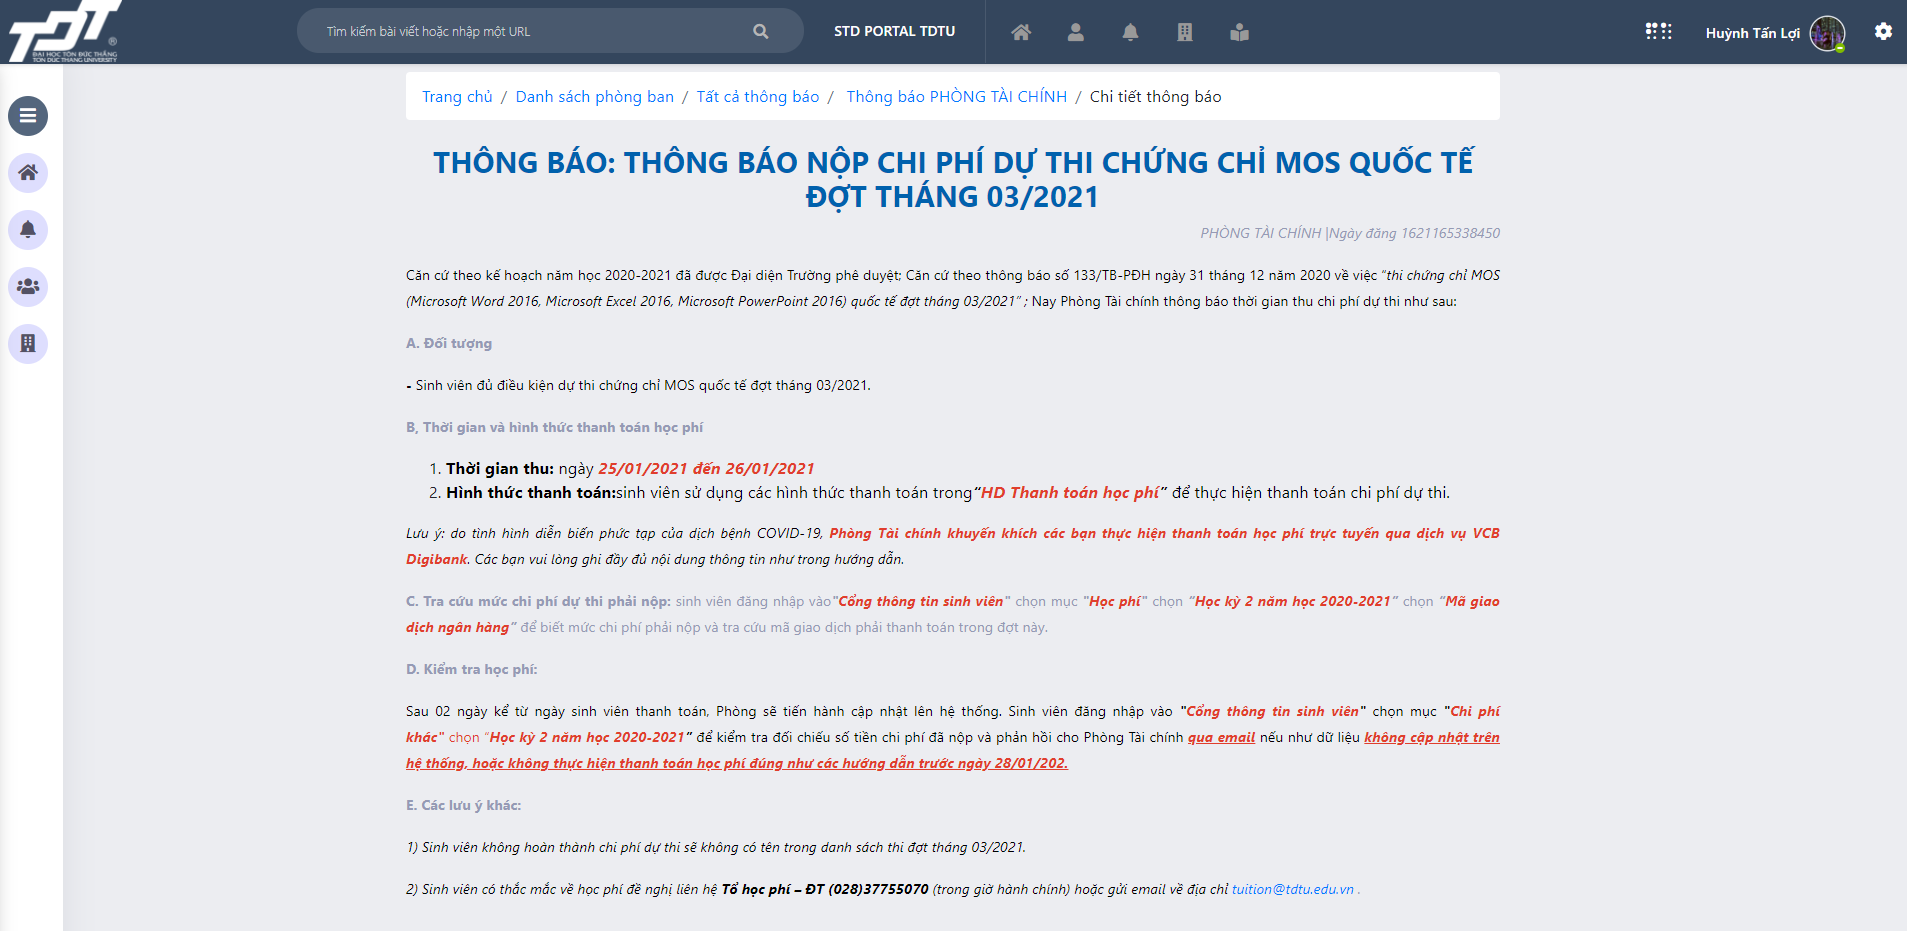 TDT®
ĐẠI HỌC TÔN ĐỨC THẮNG
TON DUC THANG UNIVERSITY
Tìm kiếm bài viết hoặc nhập một URL
STD PORTAL TDTU
Huỳnh Tấn Lợi
Trang chủ / Danh sách phòng ban / Tất cả thông báo / Thông báo PHÒNG TÀI CHÍNH / Chi tiết thông báo
THÔNG BÁO: THÔNG BÁO NỘP CHI PHÍ DỰ THI CHỨNG CHỈ MOS QUỐC TẾ
ĐỢT THÁNG 03/2021
PHÒNG TÀI CHÍNH |Ngày đăng 1621165338450
Căn cứ theo kế hoạch năm học 2020-2021 đã được Đại diện Trường phê duyệt; Căn cứ theo thông báo số 133/TB-PĐH ngày 31 tháng 12 năm 2020 về việc “thi chứng chỉ MOS
(Microsoft Word 2016, Microsoft Excel 2016, Microsoft PowerPoint 2016) quốc tế đợt tháng 03/2021” ; Nay Phòng Tài chính thông báo thời gian thu chi phí dự thi như sau:
A. Đối tượng
- Sinh viên đủ điều kiện dự thi chứng chỉ MOS quốc tế đợt tháng 03/2021.
B, Thời gian và hình thức thanh toán học phí
1. Thời gian thu: ngày 25/01/2021 đến 26/01/2021
2. Hình thức thanh toán:sinh viên sử dụng các hình thức thanh toán trong“HD Thanh toán học phí” để thực hiện thanh toán chi phí dự thi.
Lưu ý: do tình hình diễn biến phức tạp của dịch bệnh COVID-19, Phòng Tài chính khuyến khích các bạn thực hiện thanh toán học phí trực tuyến qua dịch vụ VCB
Digibank. Các bạn vui lòng ghi đầy đủ nội dung thông tin như trong hướng dẫn.
C. Tra cứu mức chi phí dự thi phải nộp: sinh viên đăng nhập vào"Cổng thông tin sinh viên" chọn mục "Học phí" chọn “Học kỳ 2 năm học 2020-2021” chọn “Mã giao
dịch ngân hàng” để biết mức chi phí phải nộp và tra cứu mã giao dịch phải thanh toán trong đợt này.
D. Kiểm tra học phí:
Sau 02 ngày kể từ ngày sinh viên thanh toán, Phòng sẽ tiến hành cập nhật lên hệ thống. Sinh viên đăng nhập vào "Cổng thông tin sinh viên" chọn mục "Chi phí
khác" chọn “Học kỳ 2 năm học 2020-2021” để kiểm tra đối chiếu số tiền chi phí đã nộp và phản hồi cho Phòng Tài chính qua email nếu như dữ liệu không cập nhật trên
hệ thống, hoặc không thực hiện thanh toán học phí đúng như các hướng dẫn trước ngày 28/01/202.
E. Các lưu ý khác:
1) Sinh viên không hoàn thành chi phí dự thi sẽ không có tên trong danh sách thi đợt tháng 03/2021.
2) Sinh viên có thắc mắc về học phí đề nghị liên hệ Tổ học phí – ĐT (028)37755070 (trong giờ hành chính) hoặc gửi email về địa chỉ tuition@tdtu.edu.vn .